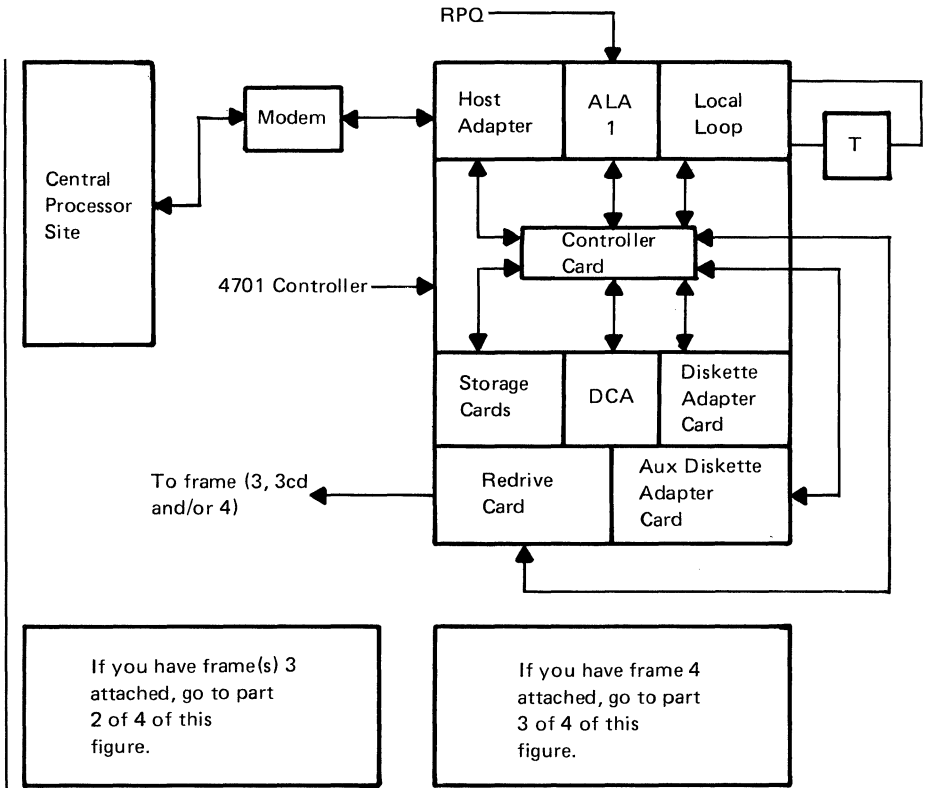 RPQ
Central
Processor
Site
Modem
Host
Adapter
ALA
1
Local
Loop
T
Controller
Card
4701 Controller
Storage
Cards
DCA
Diskette
Adapter
Card
To frame (3, 3cd
and/or 4)
Redrive
Card
Aux Diskette
Adapter
Card
If you have frame(s) 3
attached, go to part
2 of 4 of this
figure.
If you have frame 4
attached, go to part
3 of 4 of this
figure.